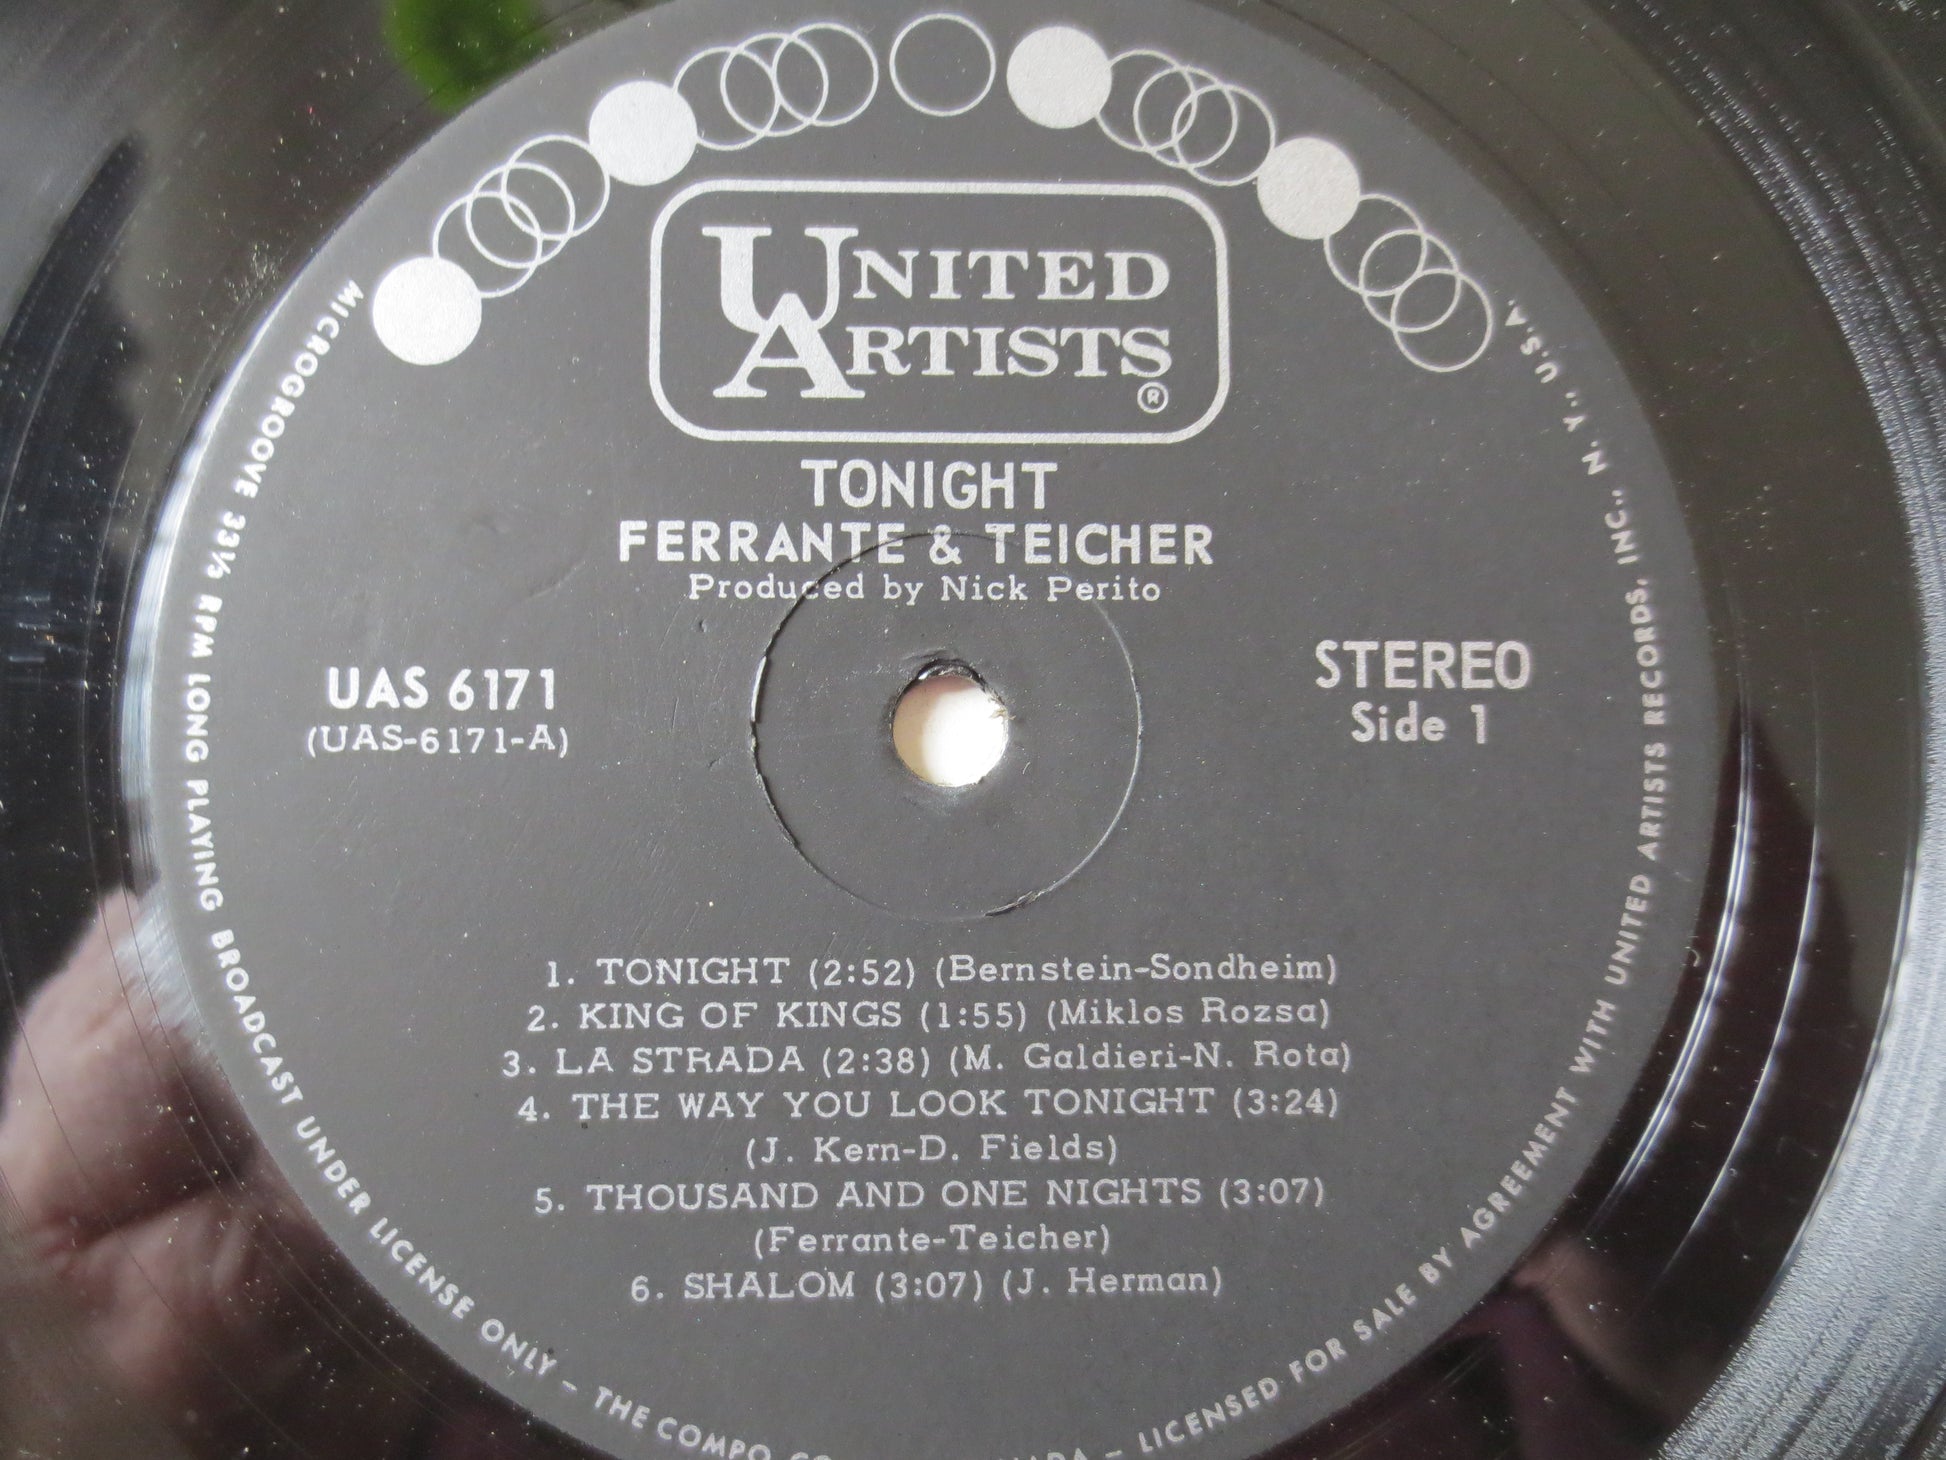 UNITED
ARTISTS
®
TONIGHT
FERRANTE & TEICHER
Produced by Nick Perito
UAS 6171
(UAS-6171-A)
STEREO
Side 1
1. TONIGHT (2:52) (Bernstein-Sondheim)
2. KING OF KINGS (1:55) (Miklos Rozsa)
3. LA STRADA (2:38) (M. Galdieri-N. Rota)
4. THE WAY YOU LOOK TONIGHT (3:24)
(J. Kern-D. Fields)
5. THOUSAND AND ONE NIGHTS (3:07)
(Ferrante-Teicher)
6. SHALOM (3:07) (J. Herman)
MICROGROOVE 33⅓ RPM LONG PLAYING BROADCAST UNDER LICENSE ONLY – THE COMPO – LICENSED FOR SALE BY AGREEMENT WITH UNITED ARTISTS RECORDS, INC., N. Y., U.S.A.